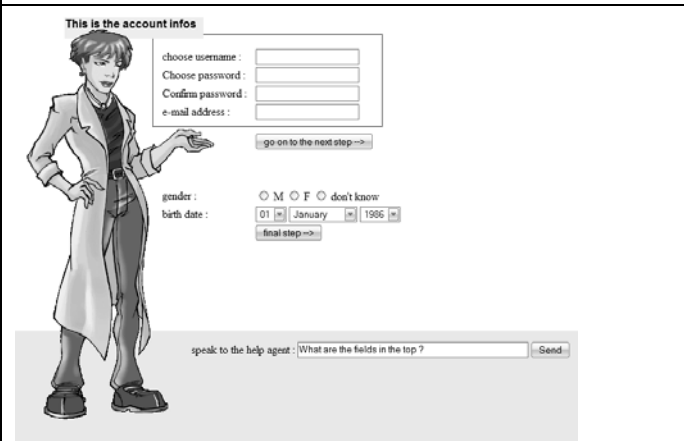 This is the account infos
choose username :
Choose password :
Confirm password :
e-mail address :
go on to the next step -->
gender : M F don't know
birth date : 01 January 1986
final step -->
speak to the help agent : What are the fields in the top ? Send